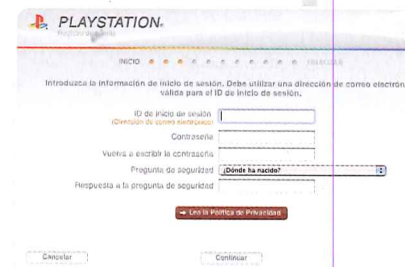 PLAYSTATION®
INICIO
Introduzca la información de inicio de sesión. Debe utilizar una dirección de correo electrón
válida para el ID de inicio de sesión.
ID de inicio de sesión
(Dirección de correo electrónico)
Contraseña
Vuelva a escribir la contraseña
Pregunta de seguridad ¿Dónde ha nacido?
Respuesta a la pregunta de seguridad
Lea la Política de Privacidad
Cancelar Continuar